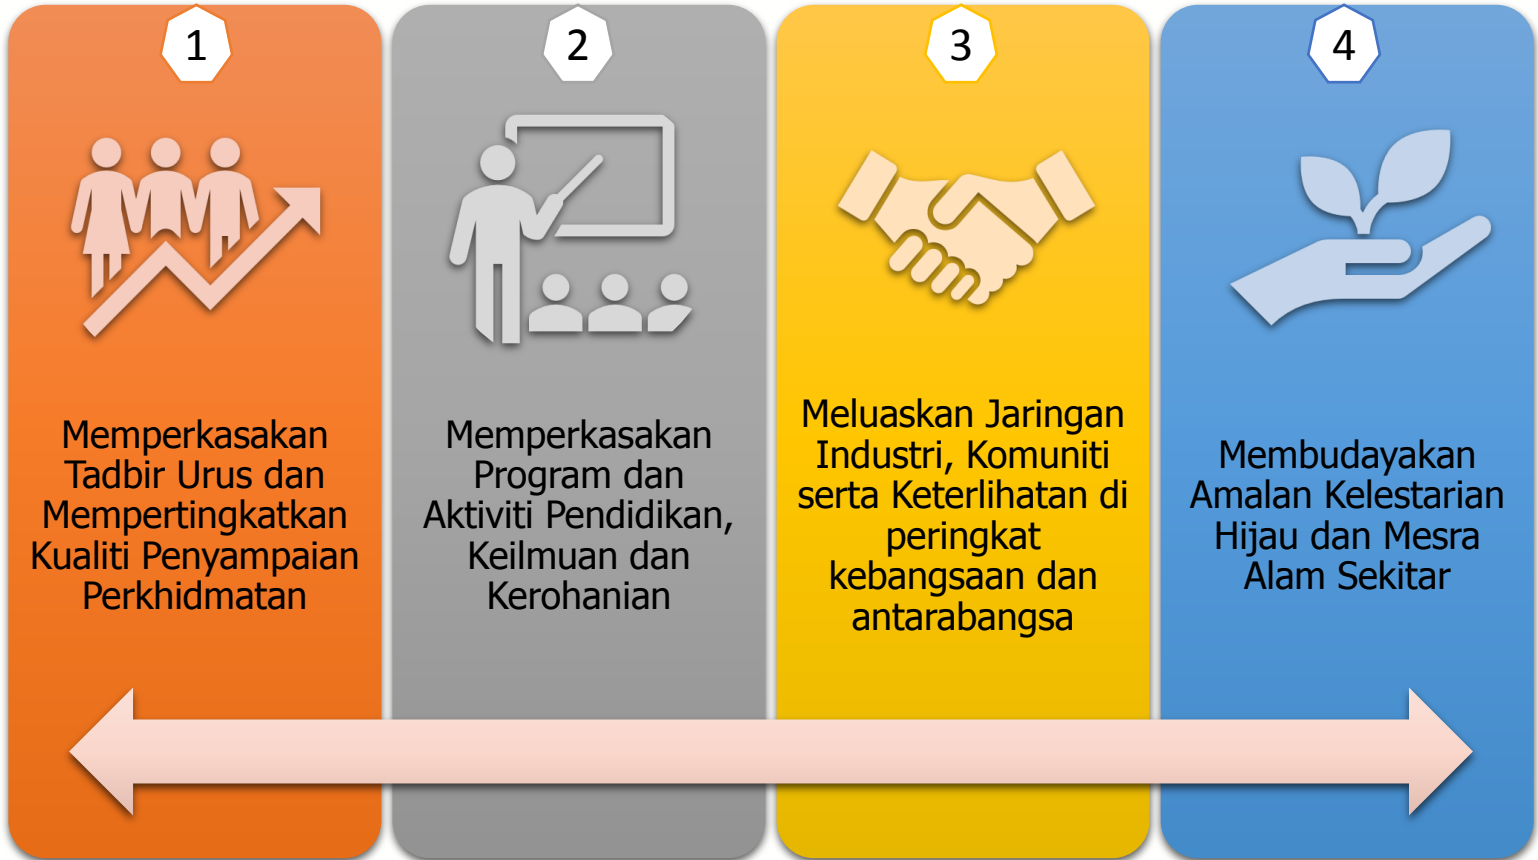 1
Memperkasakan
Tadbir Urus dan
Mempertingkatkan
Kualiti Penyampaian
Perkhidmatan
2
Memperkasakan
Program dan
Aktiviti Pendidikan,
Keilmuan dan
Kerohanian
3
Meluaskan Jaringan
Industri, Komuniti
serta Keterlihatan di
peringkat
kebangsaan dan
antarabangsa
4
Membudayakan
Amalan Kelestarian
Hijau dan Mesra
Alam Sekitar